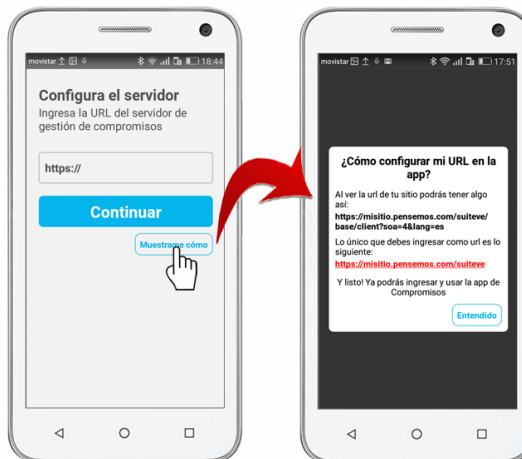 movistar 18:44
Configura el servidor
Ingresa la URL del servidor de
gestión de compromisos
https://
Continuar
Muestrame cómo
movistar 17:51
¿Cómo configurar mi URL en la
app?
Al ver la url de tu sitio podrás tener algo
así:
https://misitio.pensemos.com/suiteve/
base/client?soa=4&lang=es
Lo único que debes ingresar como url es lo
siguiente:
https://misitio.pensemos.com/suiteve
Y listo! Ya podrás ingresar y usar la app de
Compromisos
Entendido